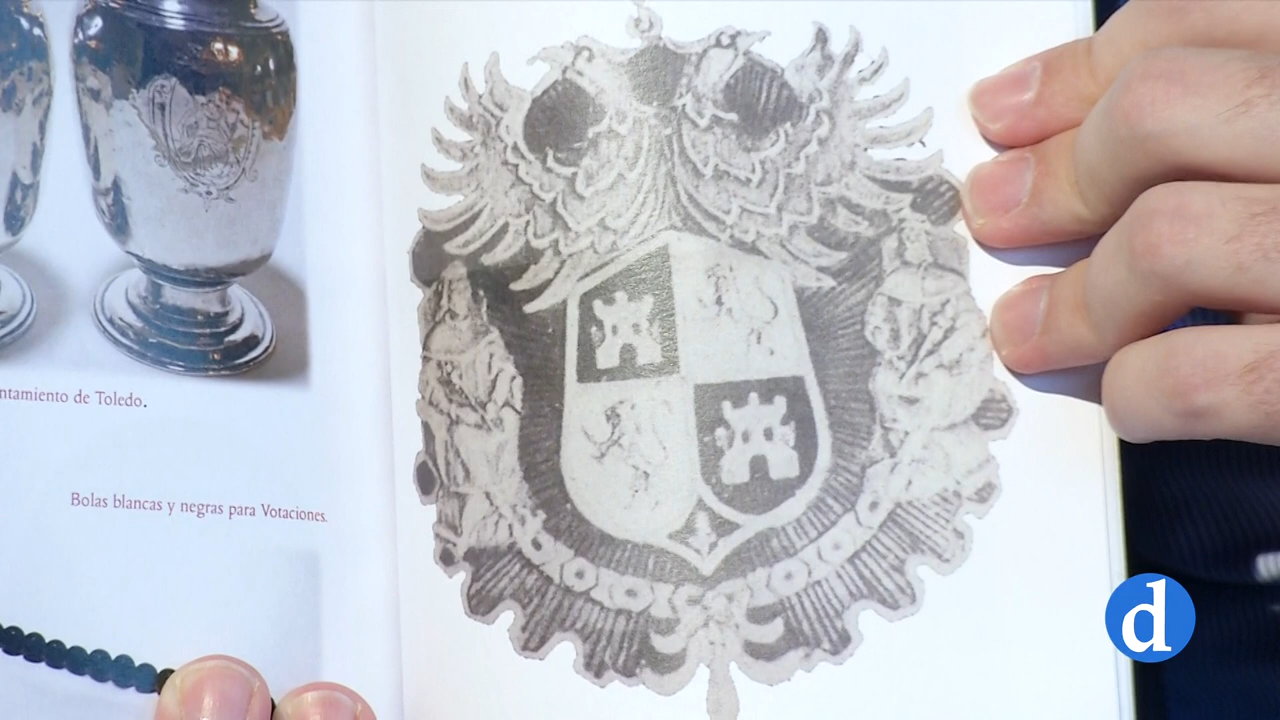 ntamiento de Toledo.
Bolas blancas y negras para Votaciones.
d